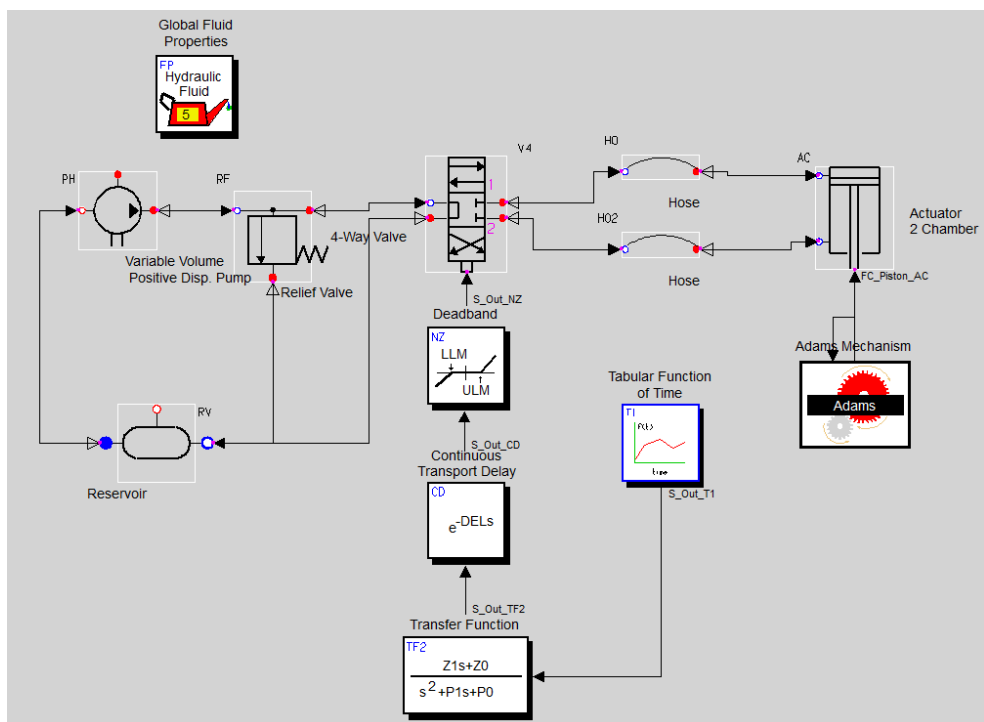 Global Fluid
Properties
FP
Hydraulic
Fluid
5
PH
RF
V4
HO
AC
1
2
Hose
Actuator
2 Chamber
4-Way Valve
HO2
Variable Volume
Positive Disp. Pump
Relief Valve
Hose
FC_Piston_AC
S_Out_NZ
Deadband
NZ
LLM
ULM
Adams Mechanism
Adams
Tabular Function
of Time
T1
f(t)
time
RV
Reservoir
S_Out_CD
Continuous
Transport Delay
CD
e-DELs
S_Out_T1
S_Out_TF2
Transfer Function
TF2
Z1s+Z0
s2+P1s+P0